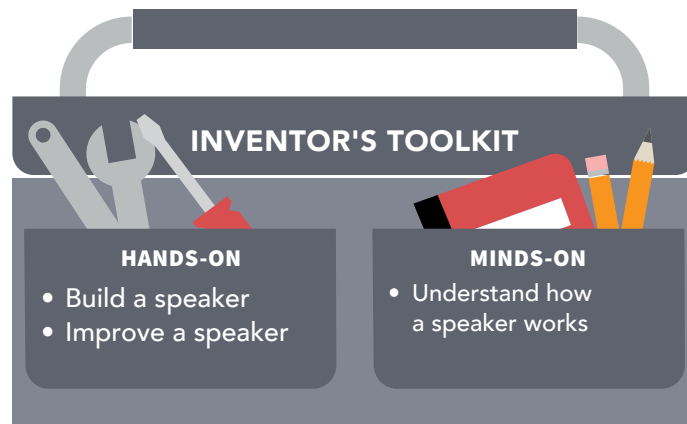 INVENTOR'S TOOLKIT
HANDS-ON
• Build a speaker
• Improve a speaker
MINDS-ON
• Understand how
a speaker works